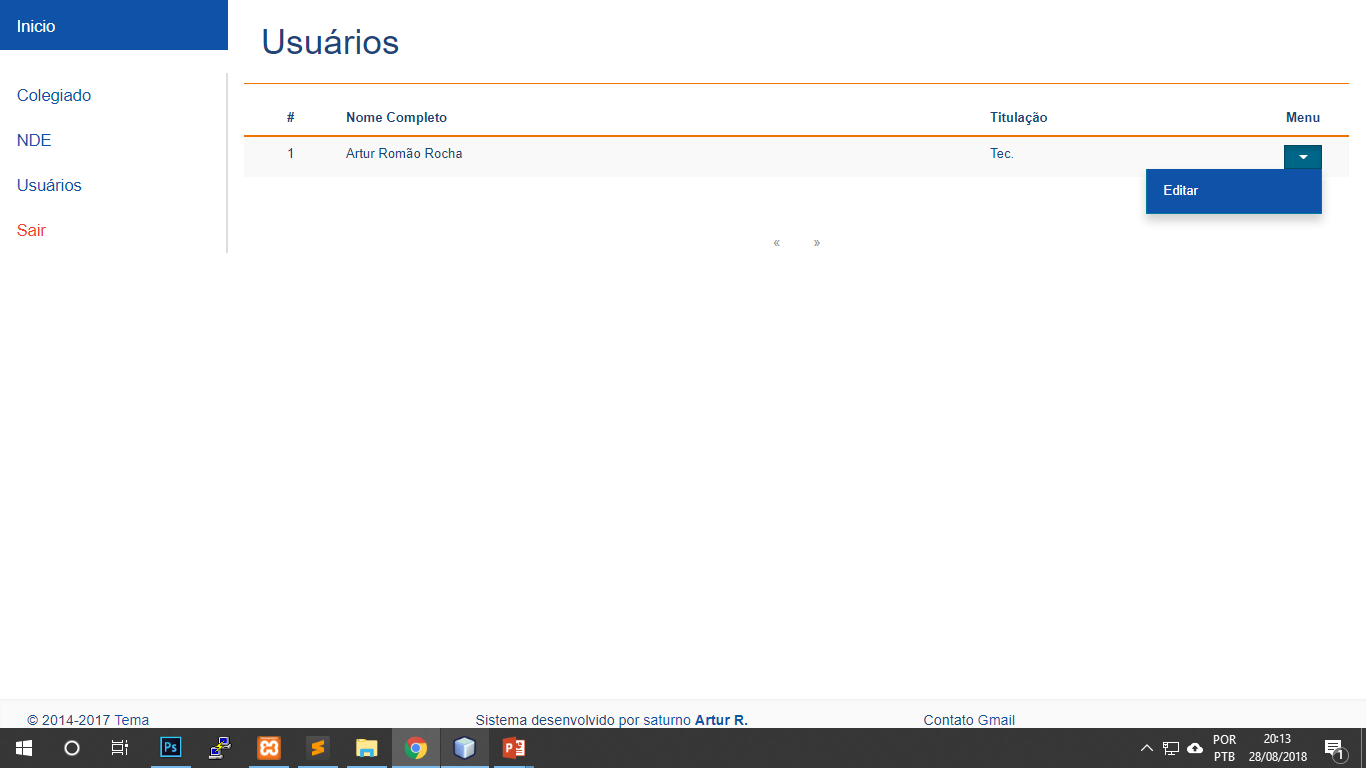 Inicio
Colegiado
NDE
Usuários
Sair
Usuários
# Nome Completo Titulação Menu
1 Artur Romão Rocha Tec.
Editar
« »
© 2014-2017 Tema Sistema desenvolvido por saturno Artur R. Contato Gmail
Ps
POR 20:13
PTB 28/08/2018
1